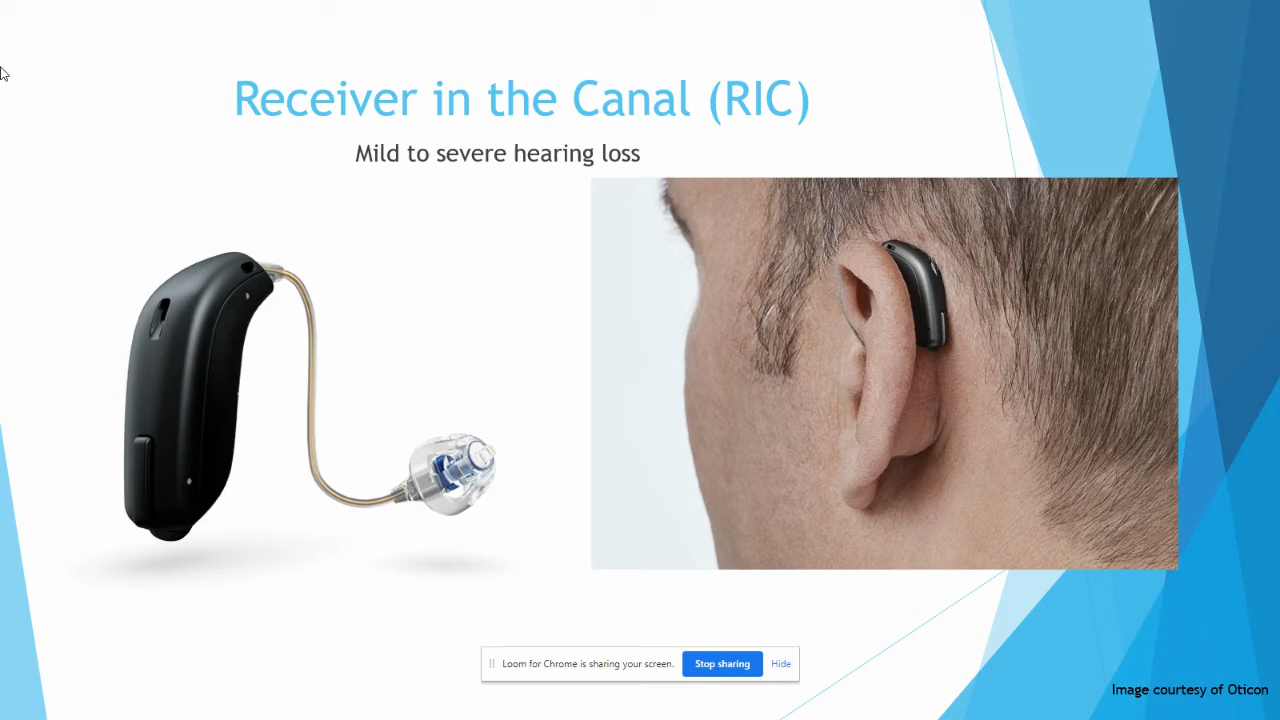 Receiver in the Canal (RIC)
Mild to severe hearing loss
Loom for Chrome is sharing your screen. Stop sharing Hide
Image courtesy of Oticon